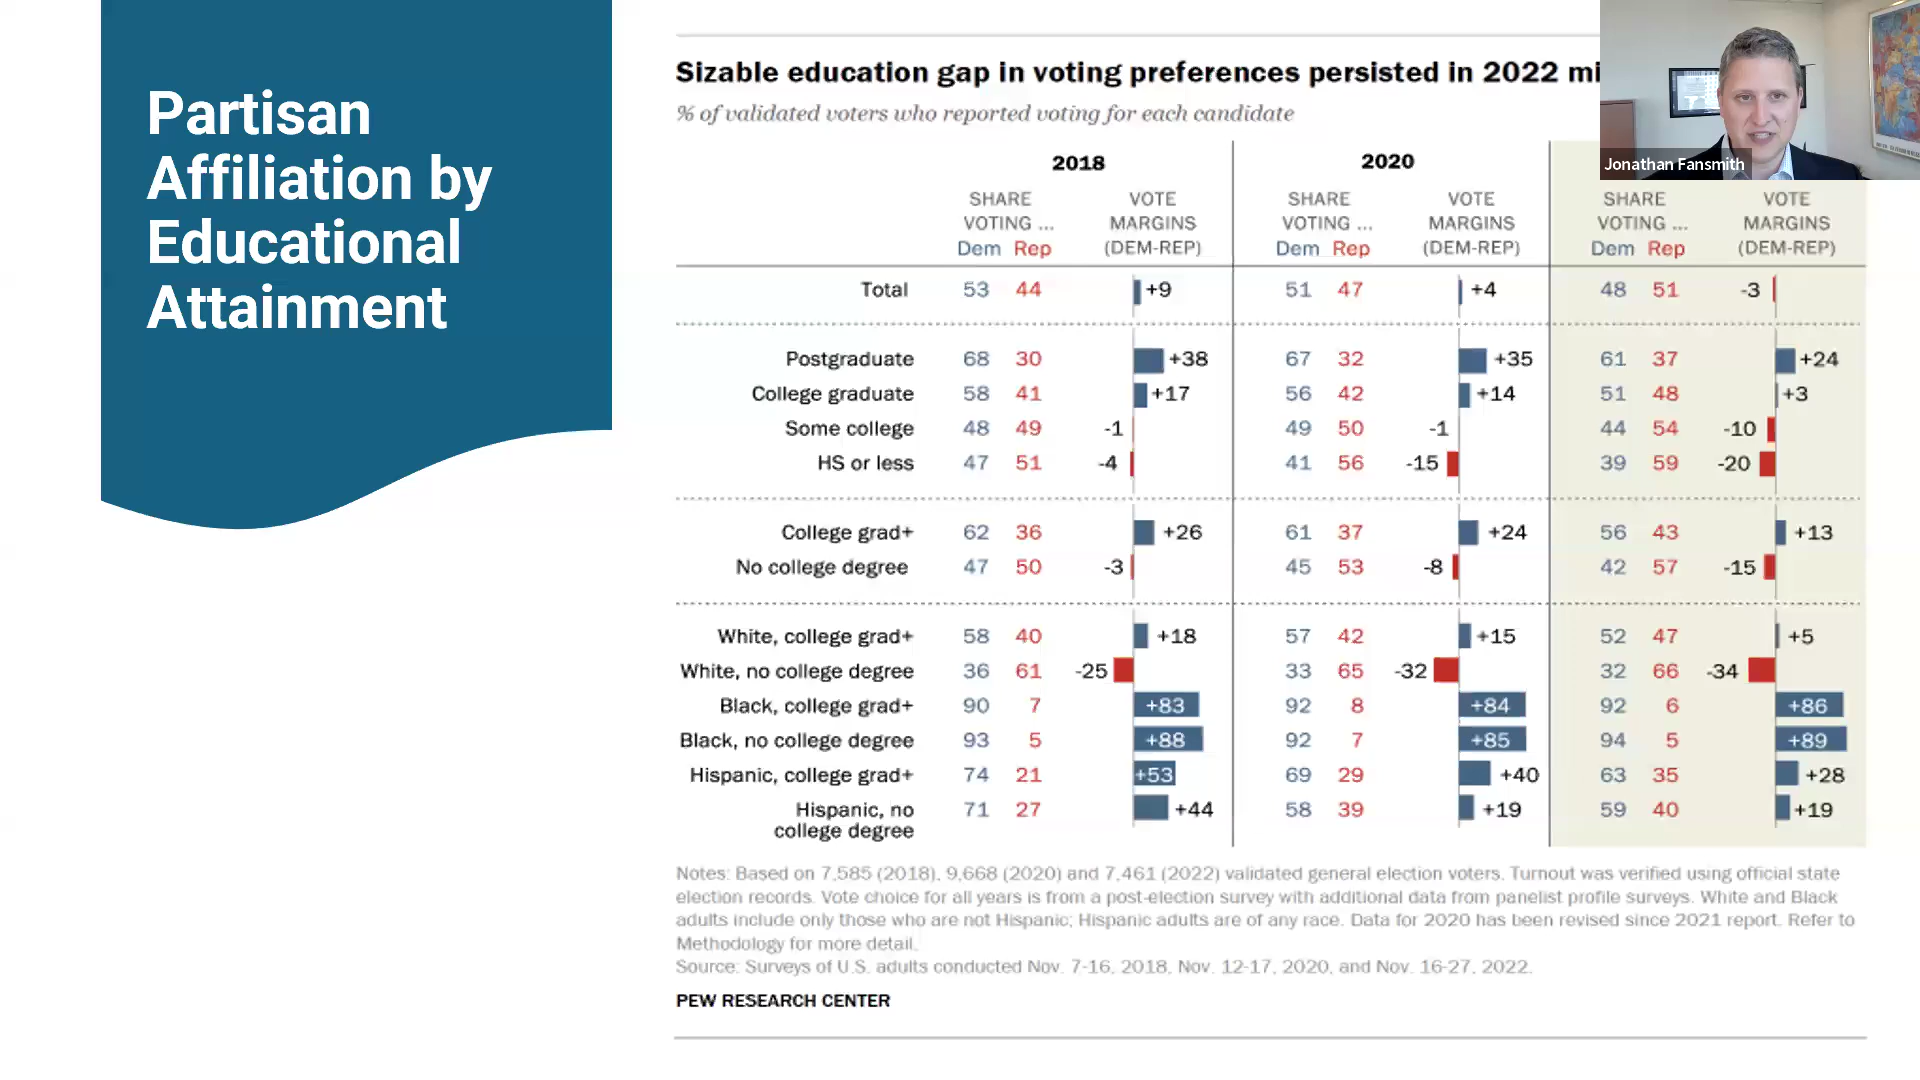 Partisan
Affiliation by
Educational
Attainment
Sizable education gap in voting preferences persisted in 2022
% of validated voters who reported voting for each candidate
Jonathan Fansmith
2018 2020
SHARE VOTING ... VOTE MARGINS (DEM-REP) SHARE VOTING ... VOTE MARGINS (DEM-REP) SHARE VOTING ... VOTE MARGINS (DEM-REP)
Dem Rep Dem Rep Dem Rep
Total 53 44 +9 51 47 +4 48 51 -3
Postgraduate 68 30 +38 67 32 +35 61 37 +24
College graduate 58 41 +17 56 42 +14 51 48 +3
Some college 48 49 -1 49 50 -1 44 54 -10
HS or less 47 51 -4 41 56 -15 39 59 -20
College grad+ 62 36 +26 61 37 +24 56 43 +13
No college degree 47 50 -3 45 53 -8 42 57 -15
White, college grad+ 58 40 +18 57 42 +15 52 47 +5
White, no college degree 36 61 -25 33 65 -32 32 66 -34
Black, college grad+ 90 7 +83 92 8 +84 92 6 +86
Black, no college degree 93 5 +88 92 7 +85 94 5 +89
Hispanic, college grad+ 74 21 +53 69 29 +40 63 35 +28
Hispanic, no 71 27 +44 58 39 +19 59 40 +19
college degree
Notes: Based on 7,585 (2018), 9,668 (2020) and 7,461 (2022) validated general election voters. Turnout was verified using official state
election records. Vote choice for all years is from a post-election survey with additional data from panelist profile surveys. White and Black
adults include only those who are not Hispanic; Hispanic adults are of any race. Data for 2020 has been revised since 2021 report. Refer to
Methodology for more detail.
Source: Surveys of U.S. adults conducted Nov. 7-16, 2018, Nov. 12-17, 2020, and Nov. 16-27, 2022.
PEW RESEARCH CENTER